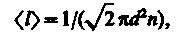 ⟨l⟩ = 1/(√2 πd²n),